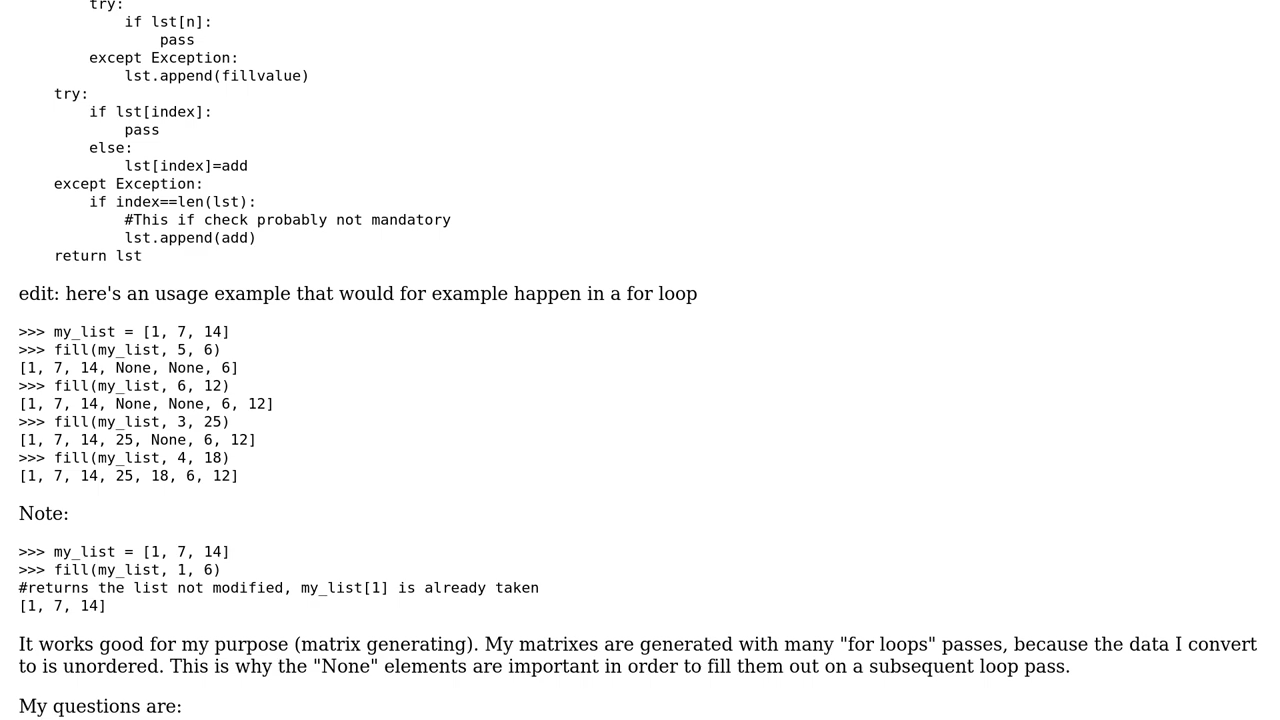 try:
if lst[n]:
pass
except Exception:
lst.append(fillvalue)
try:
if lst[index]:
pass
else:
lst[index]=add
except Exception:
if index==len(lst):
#This if check probably not mandatory
lst.append(add)
return lst
edit: here's an usage example that would for example happen in a for loop
>>> my_list = [1, 7, 14]
>>> fill(my_list, 5, 6)
[1, 7, 14, None, None, 6]
>>> fill(my_list, 6, 12)
[1, 7, 14, None, None, 6, 12]
>>> fill(my_list, 3, 25)
[1, 7, 14, 25, None, 6, 12]
>>> fill(my_list, 4, 18)
[1, 7, 14, 25, 18, 6, 12]
Note:
>>> my_list = [1, 7, 14]
>>> fill(my_list, 1, 6)
#returns the list not modified, my_list[1] is already taken
[1, 7, 14]
It works good for my purpose (matrix generating). My matrixes are generated with many "for loops" passes, because the data I convert
to is unordered. This is why the "None" elements are important in order to fill them out on a subsequent loop pass.
My questions are: